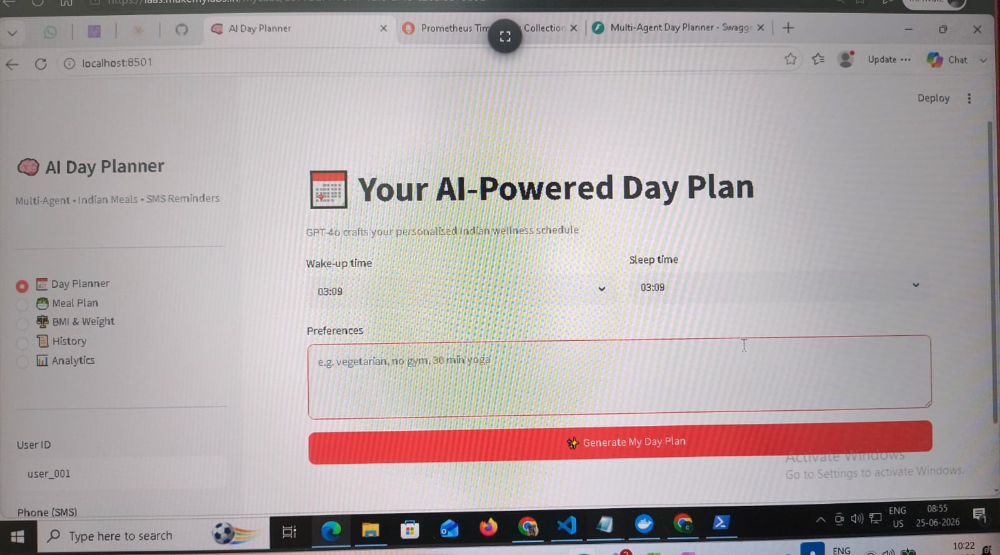 AI Day Planner
Prometheus Tim
Collection
Multi-Agent Day Planner - Swagg
localhost:8501
Update
Chat
Deploy
AI Day Planner
Multi-Agent • Indian Meals • SMS Reminders
Day Planner
Meal Plan
BMI & Weight
History
Analytics
User ID
user_001
Phone (SMS)
Your AI-Powered Day Plan
GPT-4o crafts your personalised Indian wellness schedule
Wake-up time
03:09
Sleep time
03:09
Preferences
e.g. vegetarian, no gym, 30 min yoga
✨ Generate My Day Plan
Activate Windows
Go to Settings to activate Windows.
Type here to search
ENG
US
08:55
25-06-2026
1
2
ENG
10:22